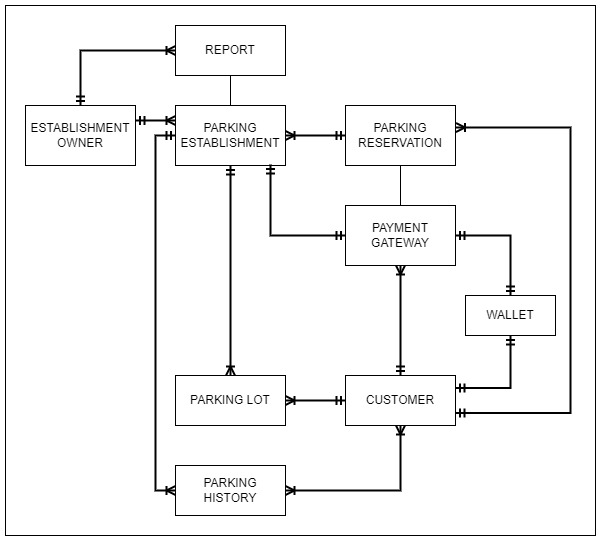 REPORT
ESTABLISHMENT
OWNER
PARKING
ESTABLISHMENT
PARKING
RESERVATION
PAYMENT
GATEWAY
WALLET
PARKING LOT
CUSTOMER
PARKING
HISTORY